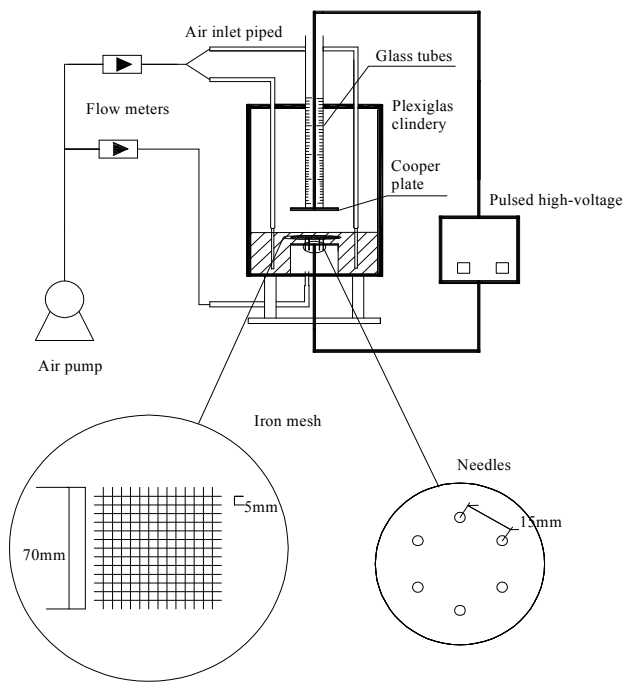 Air inlet piped
Glass tubes
Flow meters
Plexiglas
clindery
Cooper
plate
Pulsed high-voltage
Air pump
Iron mesh
Needles
5mm
15mm
70mm